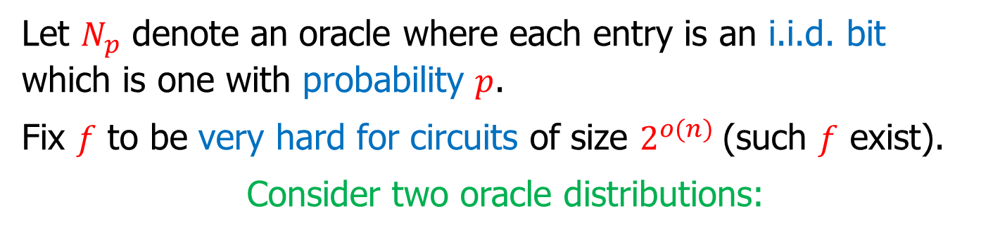 Let $N_p$ denote an oracle where each entry is an i.i.d. bit
which is one with probability $p$.
Fix $f$ to be very hard for circuits of size $2^{o(n)}$ (such $f$ exist).
Consider two oracle distributions: